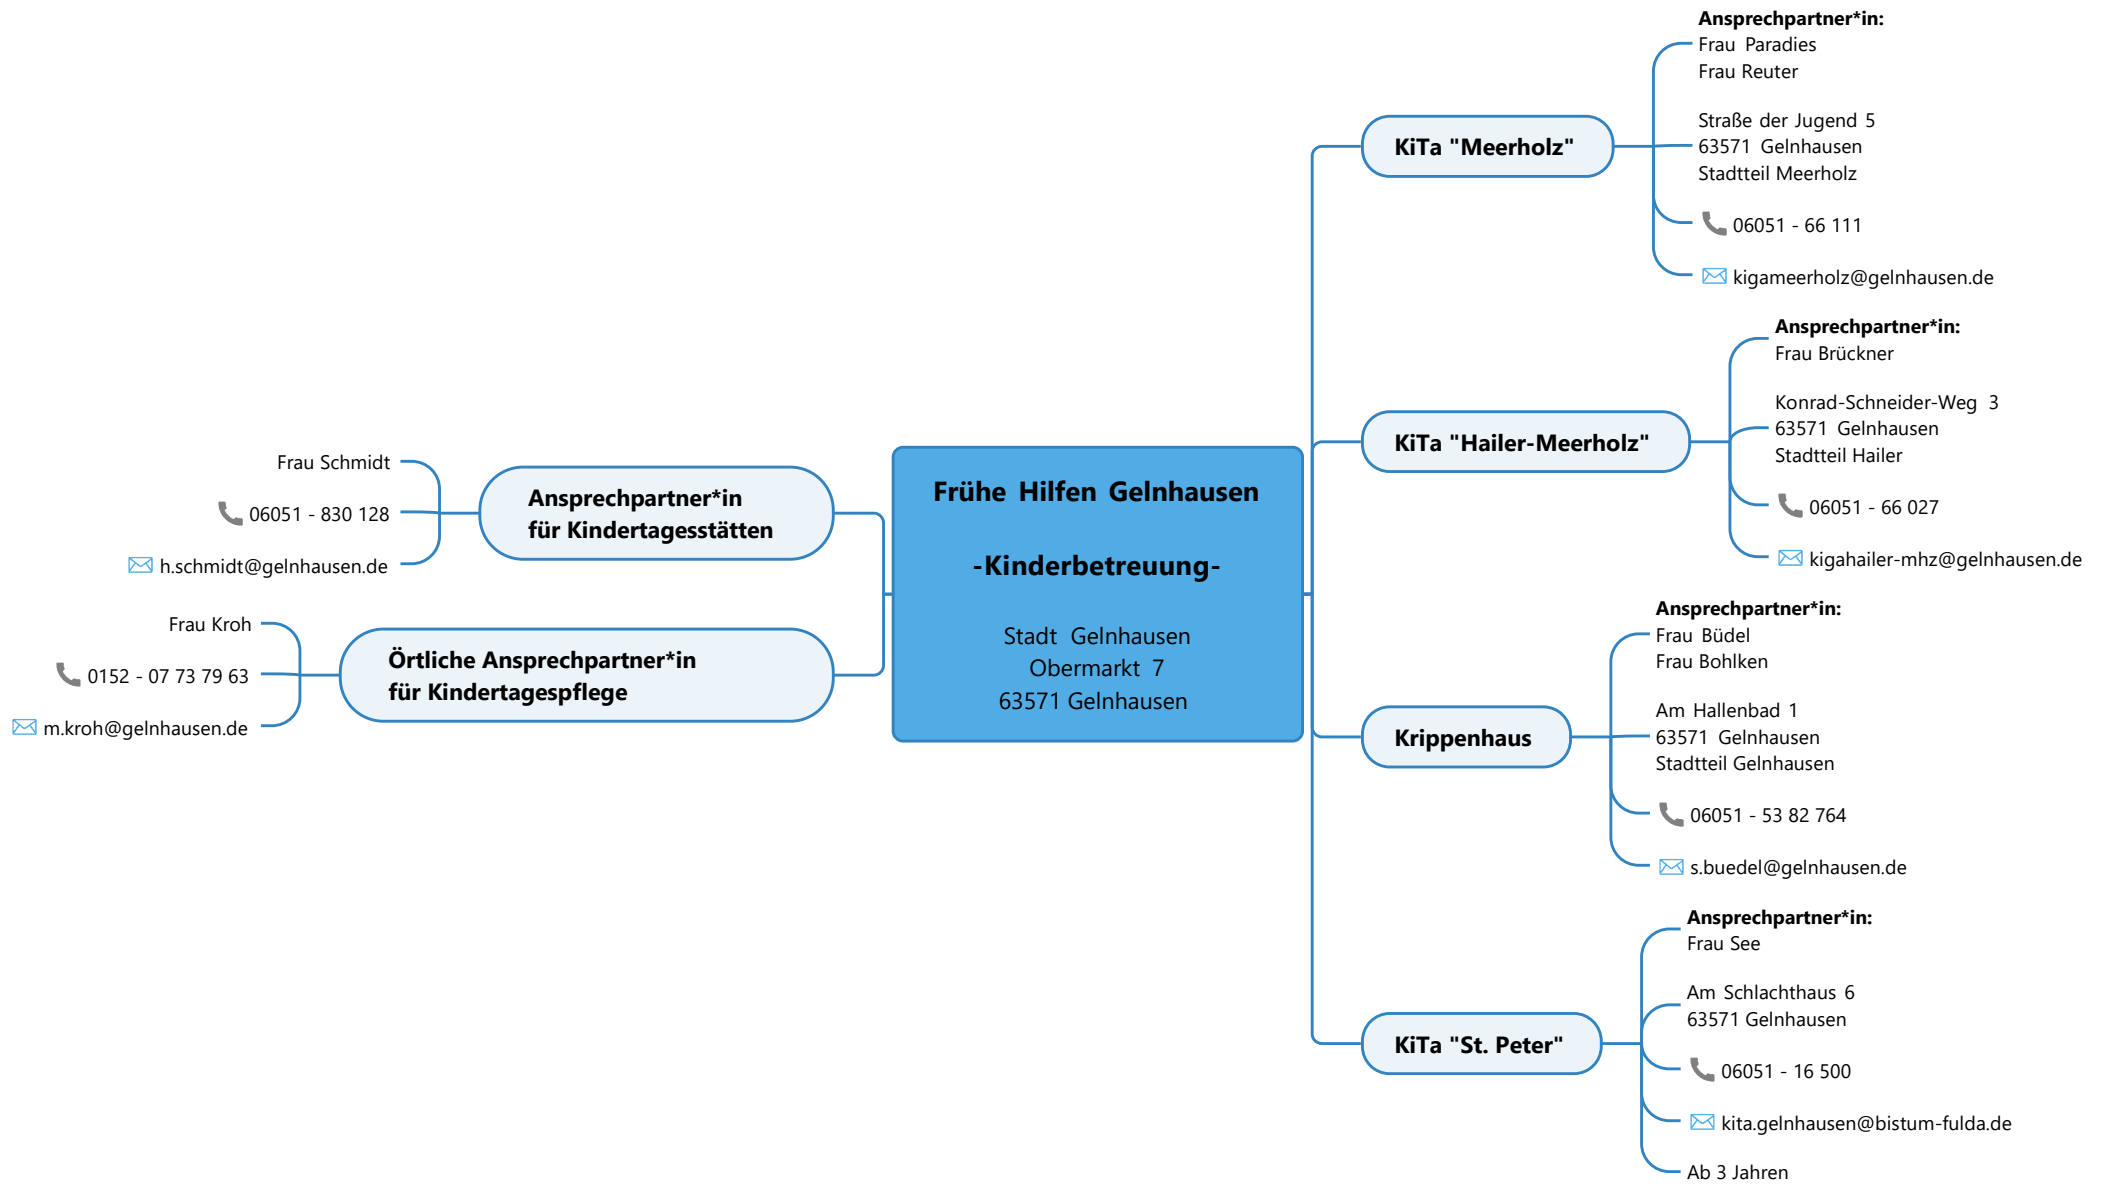 Frühe Hilfen Gelnhausen
-Kinderbetreuung-
Stadt Gelnhausen
Obermarkt 7
63571 Gelnhausen
Ansprechpartner*in
für Kindertagesstätten
Frau Schmidt
06051 - 830 128
h.schmidt@gelnhausen.de
Örtliche Ansprechpartner*in
für Kindertagespflege
Frau Kroh
0152 - 07 73 79 63
m.kroh@gelnhausen.de
KiTa "Meerholz"
Ansprechpartner*in:
Frau Paradies
Frau Reuter
Straße der Jugend 5
63571 Gelnhausen
Stadtteil Meerholz
06051 - 66 111
kigameerholz@gelnhausen.de
KiTa "Hailer-Meerholz"
Ansprechpartner*in:
Frau Brückner
Konrad-Schneider-Weg 3
63571 Gelnhausen
Stadtteil Hailer
06051 - 66 027
kigahailer-mhz@gelnhausen.de
Krippenhaus
Ansprechpartner*in:
Frau Büdel
Frau Bohlken
Am Hallenbad 1
63571 Gelnhausen
Stadtteil Gelnhausen
06051 - 53 82 764
s.buedel@gelnhausen.de
KiTa "St. Peter"
Ansprechpartner*in:
Frau See
Am Schlachthaus 6
63571 Gelnhausen
06051 - 16 500
kita.gelnhausen@bistum-fulda.de
Ab 3 Jahren